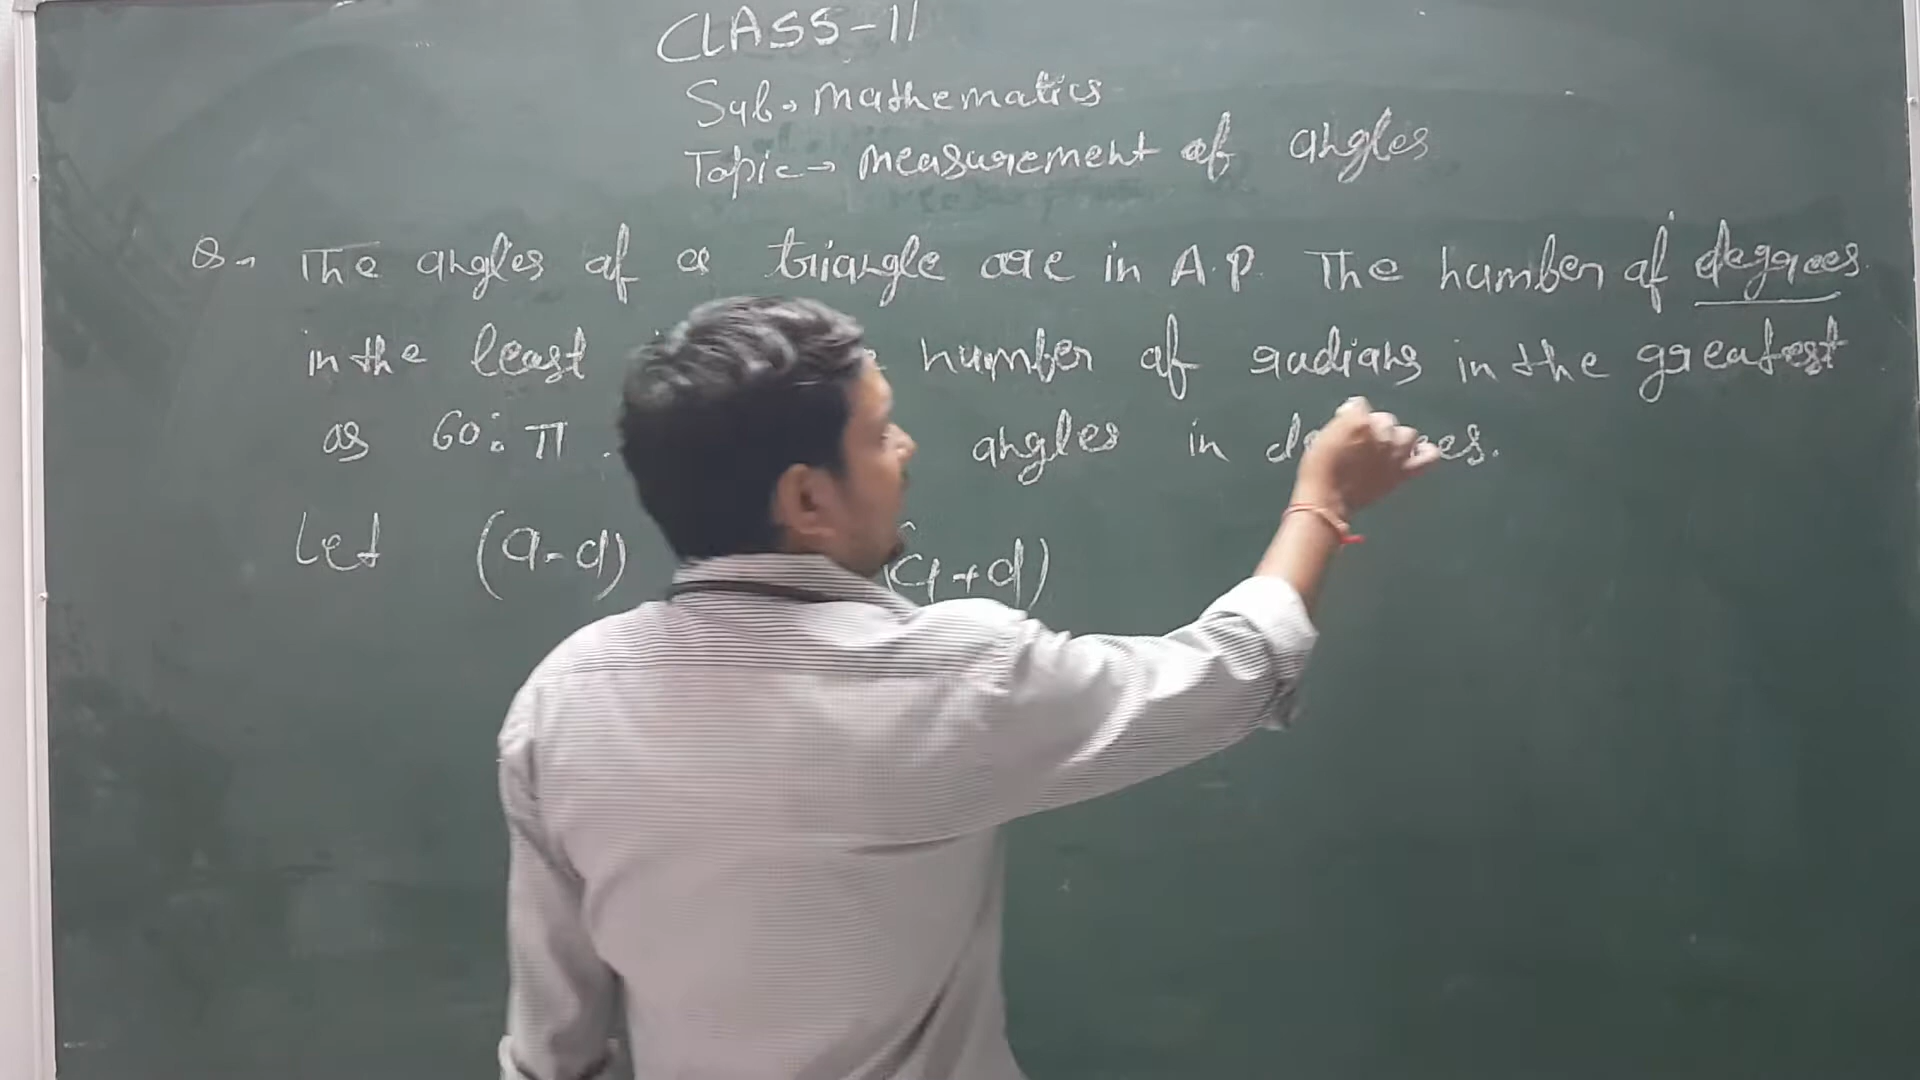 CLASS-11
Sub→ Mathematics
Topic→ Measurement of angles
Q→ The angles of a triangle are in A.P. The number of degrees
in the least number of radians in the greatest
as 60:π. angles in degrees.
Let (a-d) (a+d)